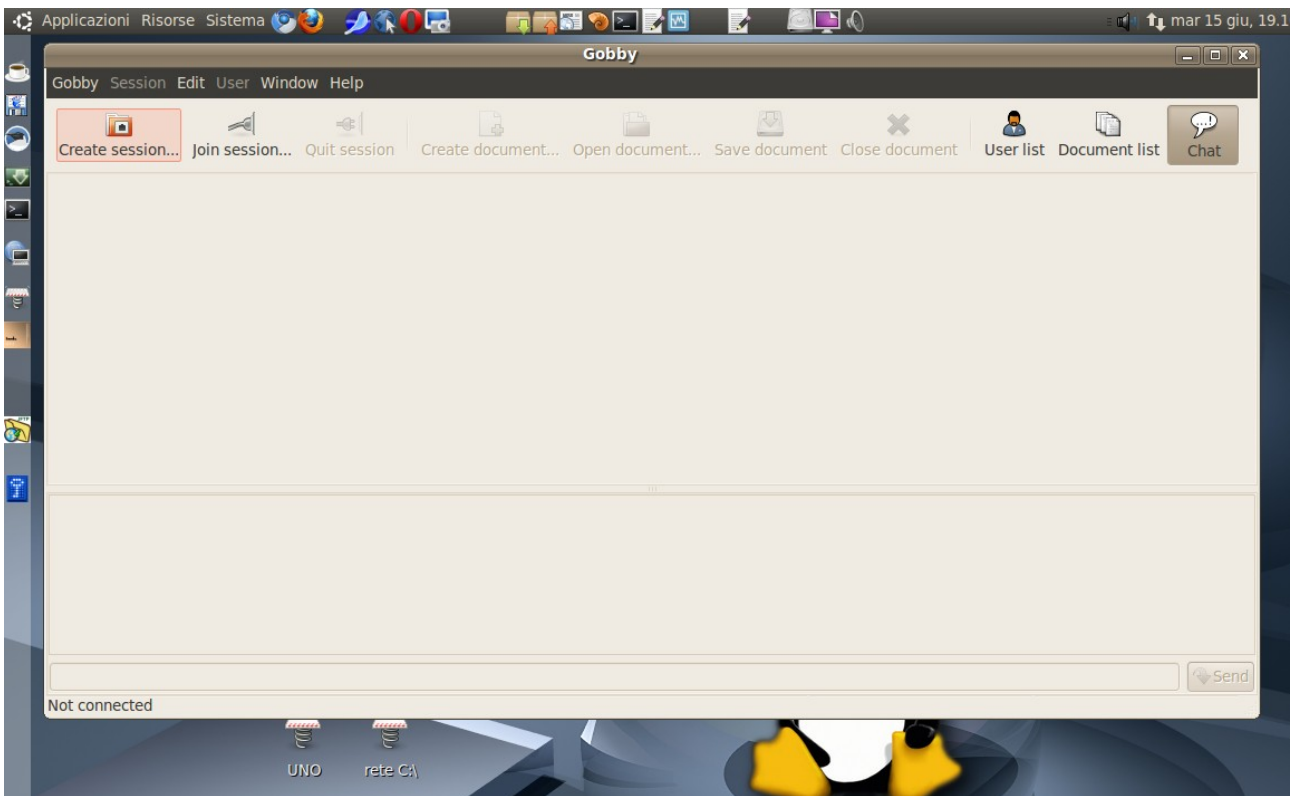 Applicazioni Risorse Sistema mar 15 giu, 19.1
Gobby
Gobby Session Edit User Window Help
Create session... Join session... Quit session Create document... Open document... Save document Close document User list Document list Chat
Send
Not connected
UNO rete C:\